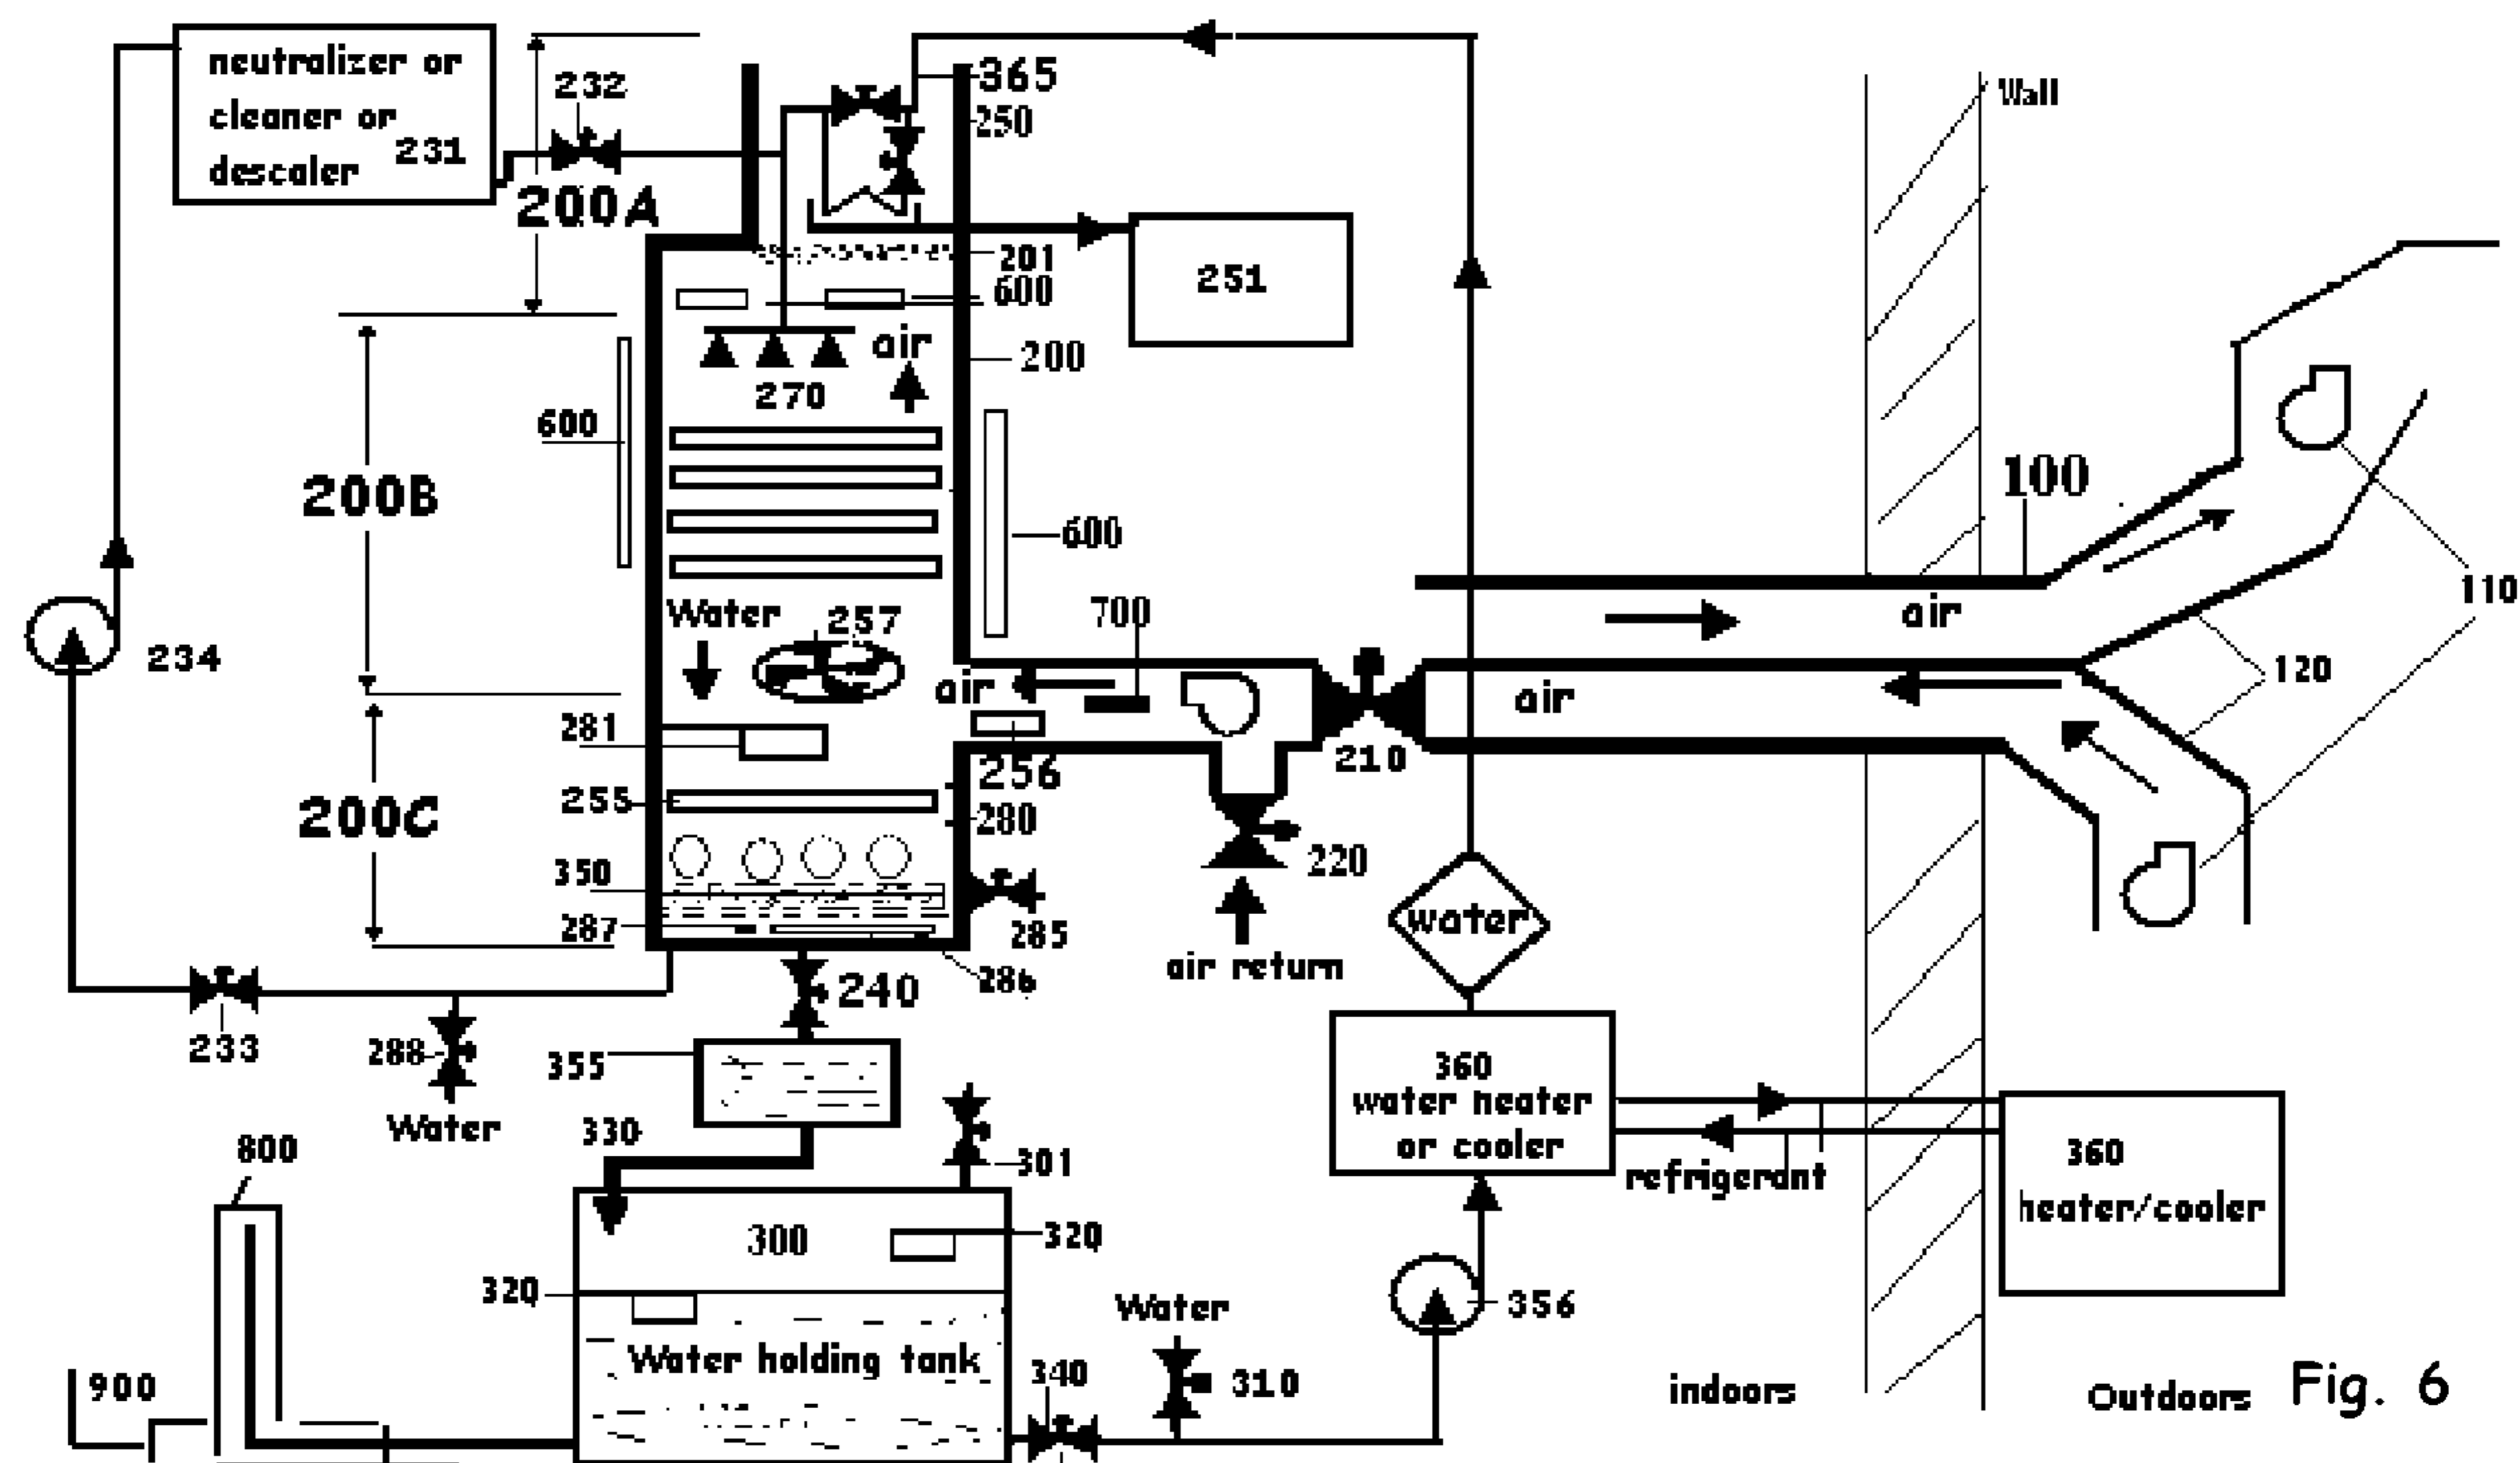 neutralizer or
cleaner or
descaler 231
232
200A
365
250
Wall
201
600
251
air
200
270
600
200B
600
100
110
Water
257
700
air
234
air
air
120
281
256
210
255
280
200C
220
350
water
287
285
air return
286
240
233
288
355
360
water heater
or cooler
Water
330
301
refrigerant
360
heater/cooler
800
300
320
320
Water
356
Water holding tank
340
310
900
indoors
Outdoors
Fig. 6